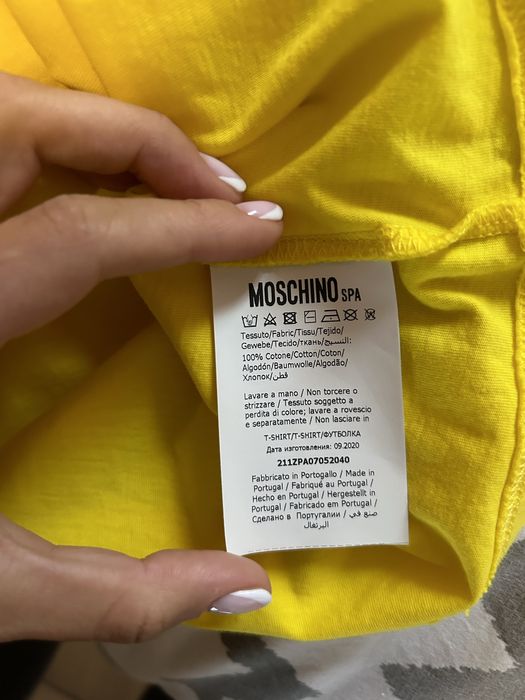 MOSCHINO SPA
Tessuto/Fabric/Tissu/Tejido/
Gewebe/Tecido/ткань/النسيج:
100% Cotone/Cotton/Coton/
Algodón/Baumwolle/Algodão/
Хлопок/قطن
Lavare a mano / Non torcere o
strizzare / Tessuto soggetto a
perdita di colore; lavare a rovescio
e separatamente / Non lasciare in
T-SHIRT/T-SHIRT/ФУТБОЛКА
Дата изготовления: 09.2020
211ZPA07052040
Fabbricato in Portogallo / Made in
Portugal / Fabriqué au Portugal /
Hecho en Portugal / Hergestellt in
Portugal / Fabricado em Portugal /
Сделано в Португалии / صنع في
البرتغال